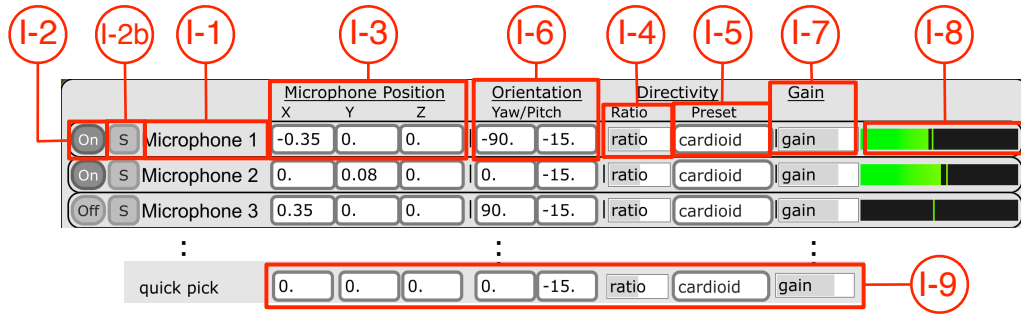 I-2 I-2b I-1 I-3 I-6 I-4 I-5 I-7 I-8
Microphone Position Orientation Directivity Gain
X Y Z Yaw/Pitch Ratio Preset
On S Microphone 1 -0.35 0. 0. -90. -15. ratio cardioid gain
On S Microphone 2 0. 0.08 0. 0. -15. ratio cardioid gain
Off S Microphone 3 0.35 0. 0. 90. -15. ratio cardioid gain
quick pick 0. 0. 0. 0. -15. ratio cardioid gain I-9